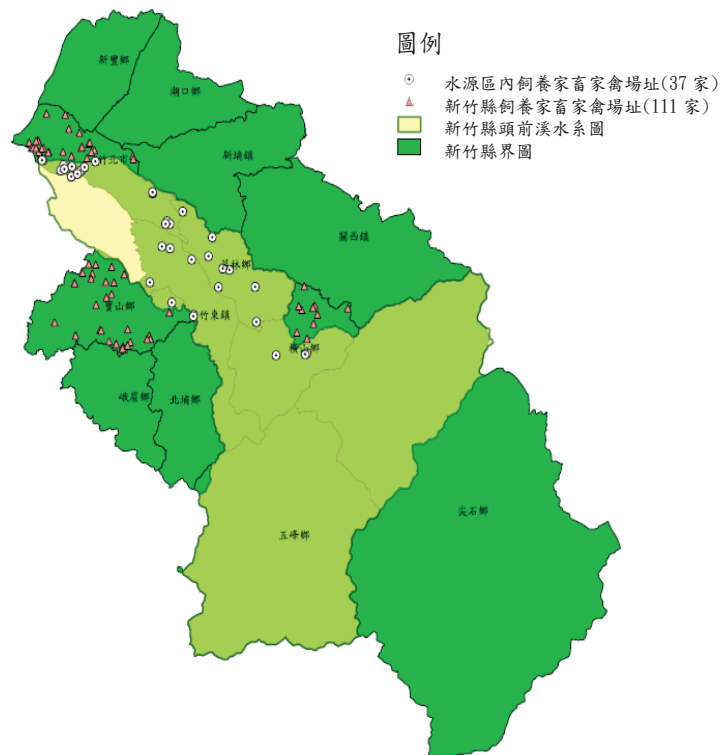 圖例
水源區內飼養家畜家禽場址(37 家)
新竹縣飼養家畜家禽場址(111 家)
新竹縣頭前溪水系圖
新竹縣界圖
新豐鄉
湖口鄉
竹北市
新埔鎮
關西鎮
芎林鄉
寶山鄉
竹東鎮
橫山鄉
峨眉鄉
北埔鄉
尖石鄉
五峰鄉